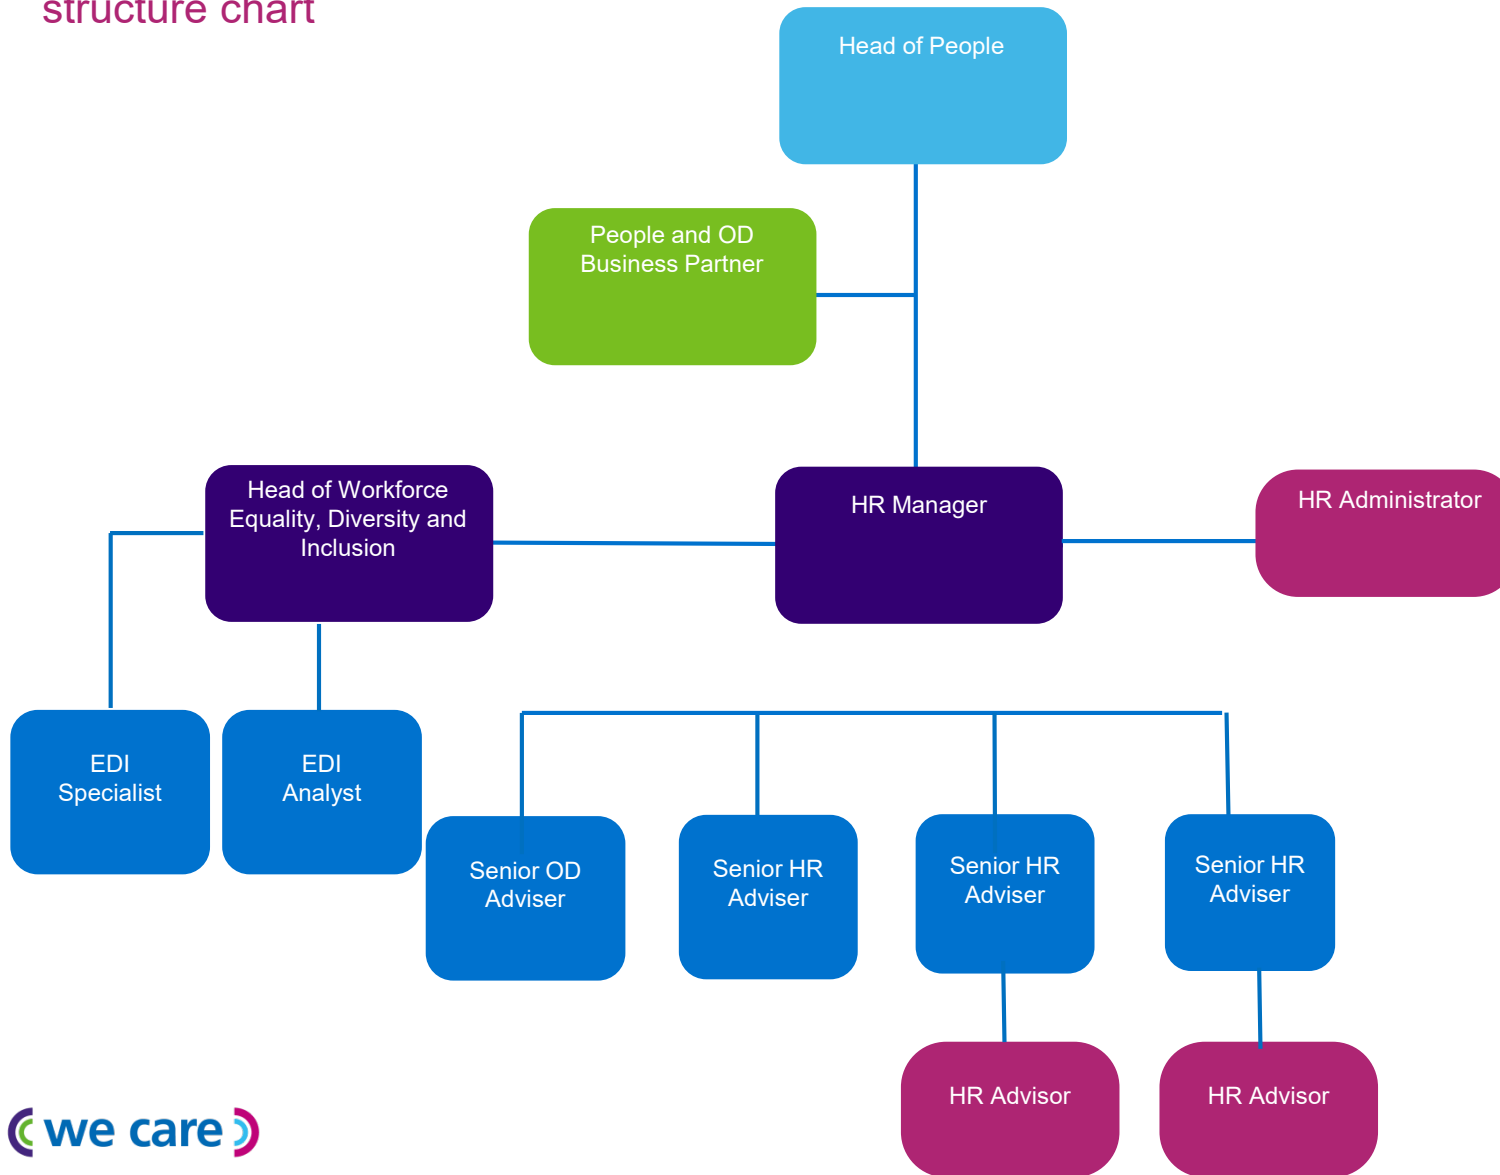 structure chart
Head of People
People and OD
Business Partner
Head of Workforce
Equality, Diversity and
Inclusion
HR Manager
HR Administrator
EDI
Specialist
EDI
Analyst
Senior OD
Adviser
Senior HR
Adviser
Senior HR
Adviser
Senior HR
Adviser
HR Advisor
HR Advisor
we care